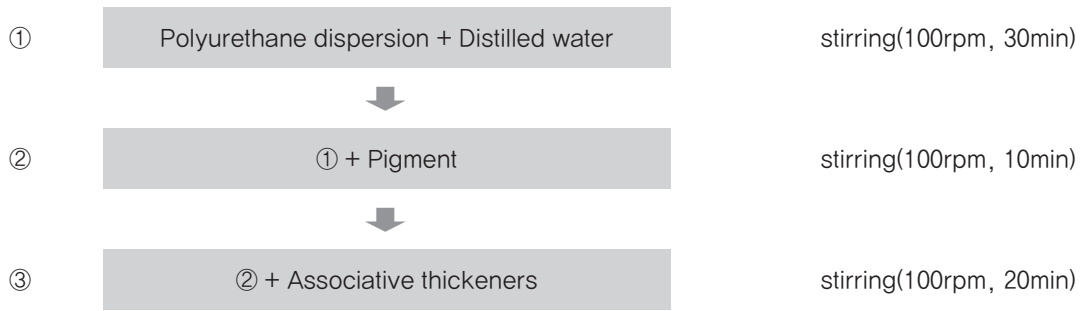 ① Polyurethane dispersion + Distilled water stirring(100rpm, 30min)
② ① + Pigment stirring(100rpm, 10min)
③ ② + Associative thickeners stirring(100rpm, 20min)